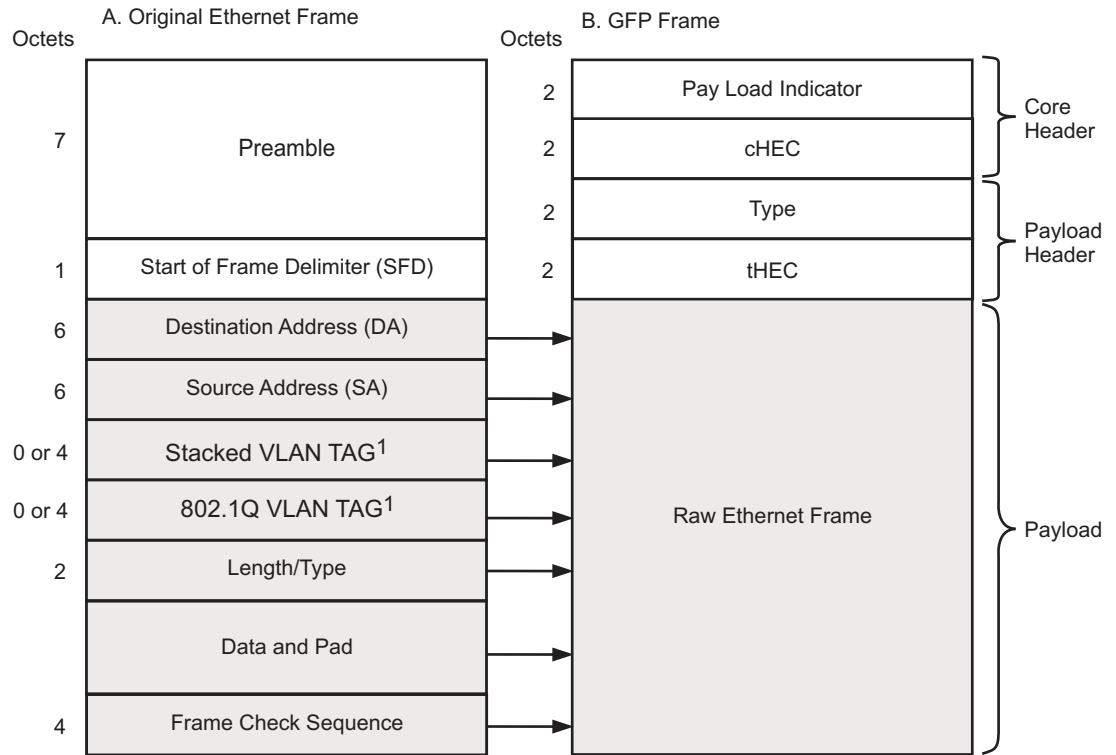 A. Original Ethernet Frame
Octets
7 Preamble
1 Start of Frame Delimiter (SFD)
6 Destination Address (DA)
6 Source Address (SA)
0 or 4 Stacked VLAN TAG1
0 or 4 802.1Q VLAN TAG1
2 Length/Type
Data and Pad
4 Frame Check Sequence
B. GFP Frame
Octets
2 Pay Load Indicator
2 cHEC
Core
Header
2 Type
2 tHEC
Payload
Header
Raw Ethernet Frame
Payload